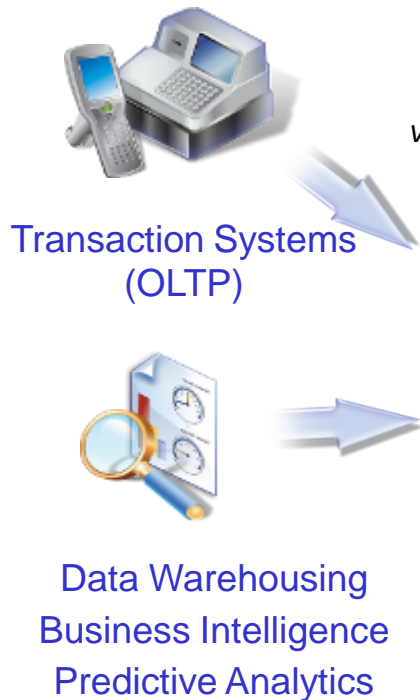 Transaction Systems
(OLTP)
Data Warehousing
Business Intelligence
Predictive Analytics